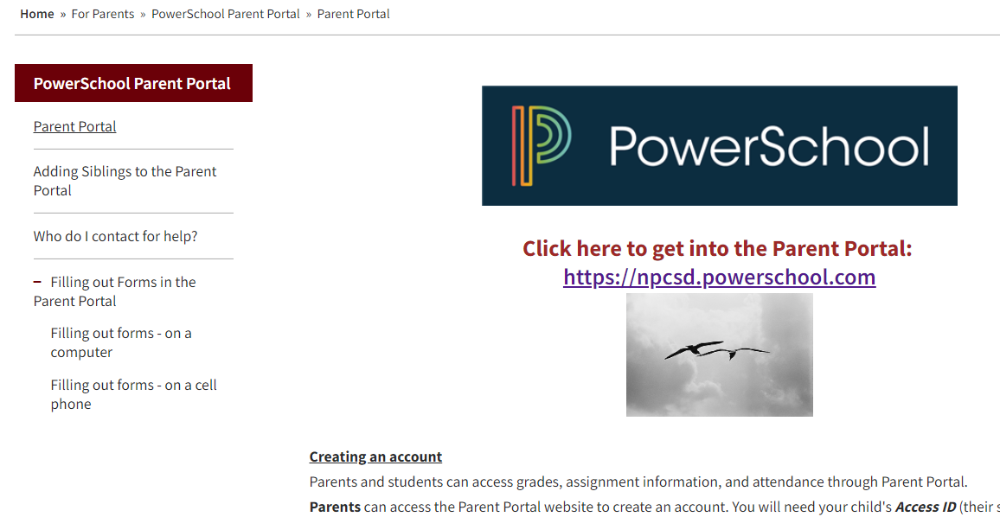 Home » For Parents » PowerSchool Parent Portal » Parent Portal
PowerSchool Parent Portal
Parent Portal
Adding Siblings to the Parent
Portal
Who do I contact for help?
– Filling out Forms in the
Parent Portal
Filling out forms - on a
computer
Filling out forms - on a cell
phone
PowerSchool
Click here to get into the Parent Portal:
https://npcsd.powerschool.com
Creating an account
Parents and students can access grades, assignment information, and attendance through Parent Portal.
Parents can access the Parent Portal website to create an account. You will need your child's Access ID (their